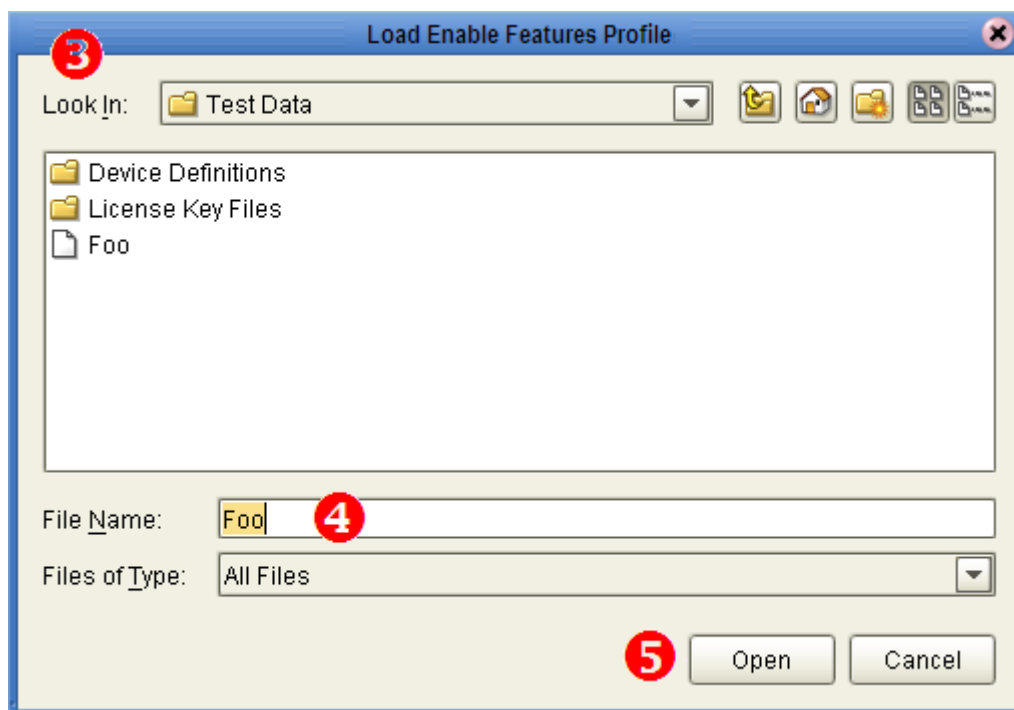 Load Enable Features Profile
3
Look In: Test Data
Device Definitions
License Key Files
Foo
File Name: Foo 4
Files of Type: All Files
5 Open Cancel